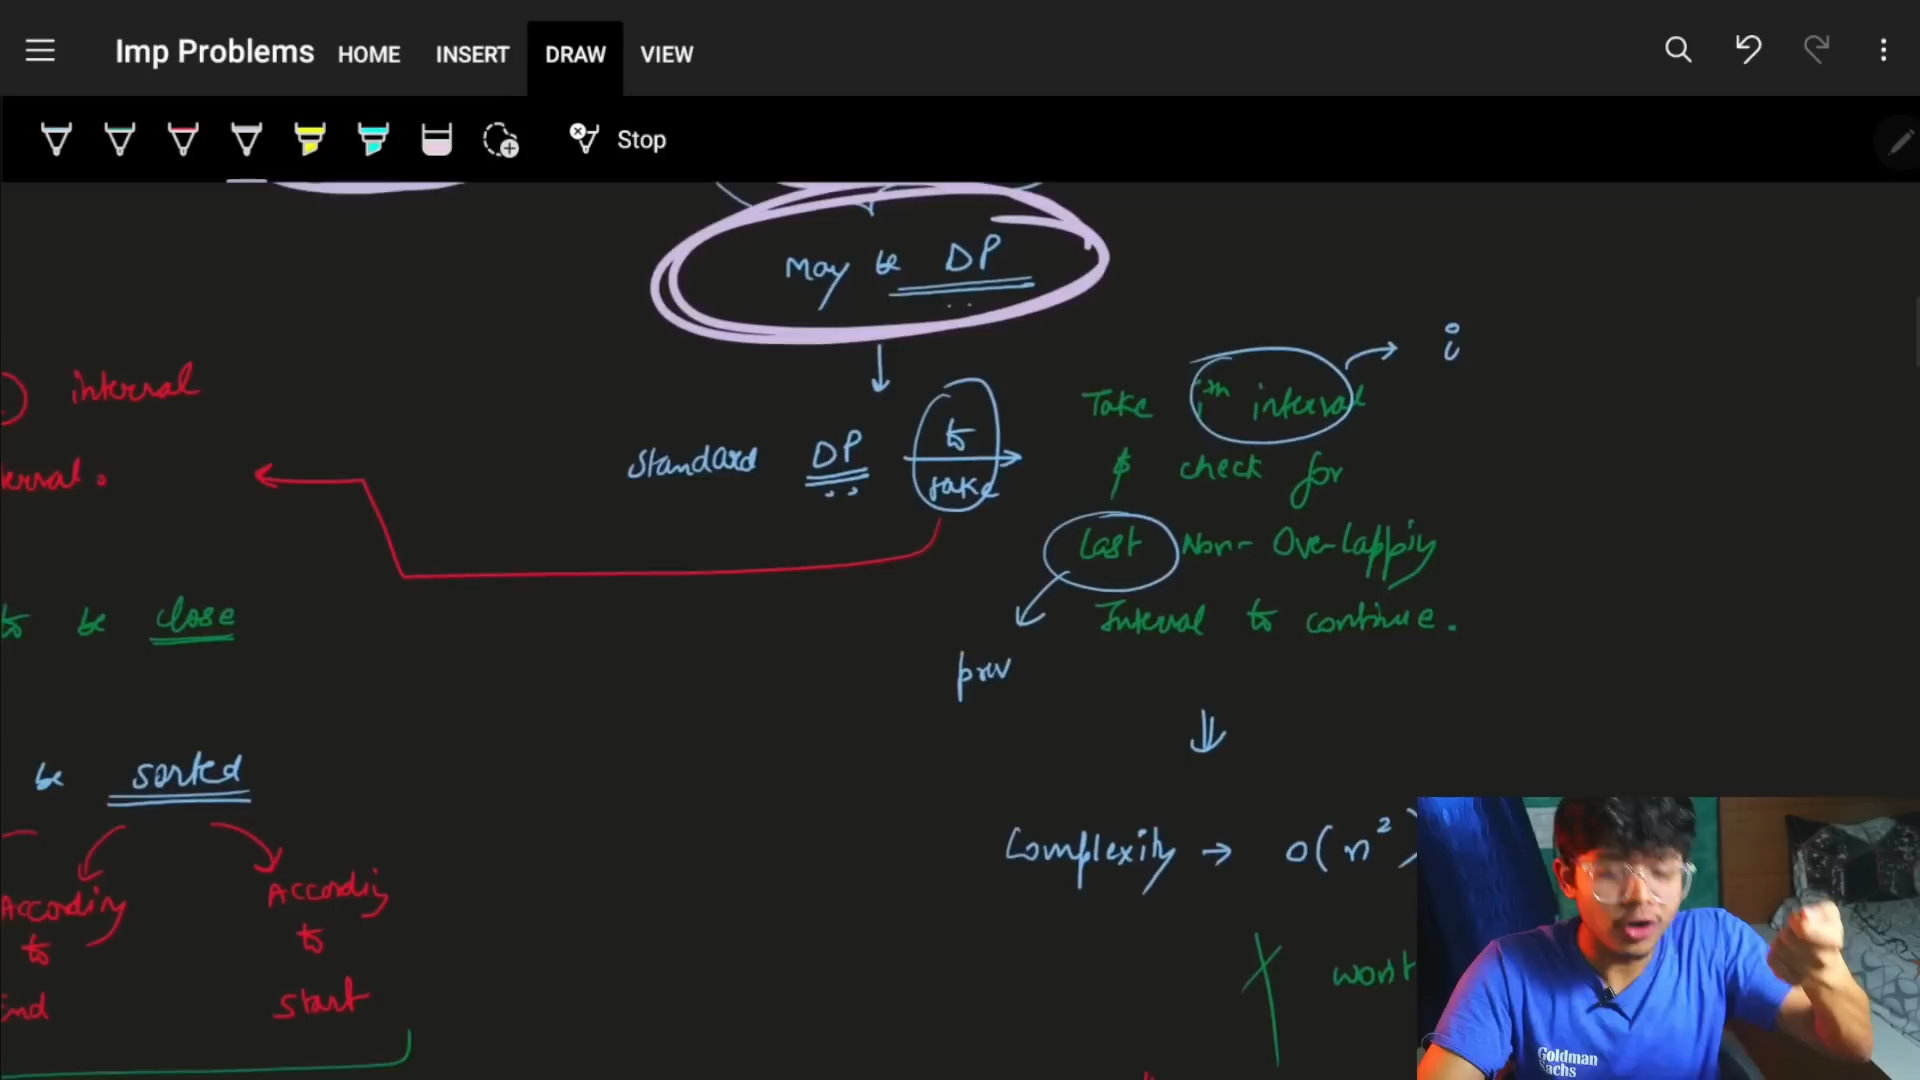 Imp Problems HOME INSERT DRAW VIEW
Stop
May be DP
i
interval
Take ith interval
Standard DP to take
& check for
Last Non-Overlapping
Interval to continue.
prev
to be close
be sorted
Complexity → O(n²)
According to End
According to Start
Goldman
Sachs